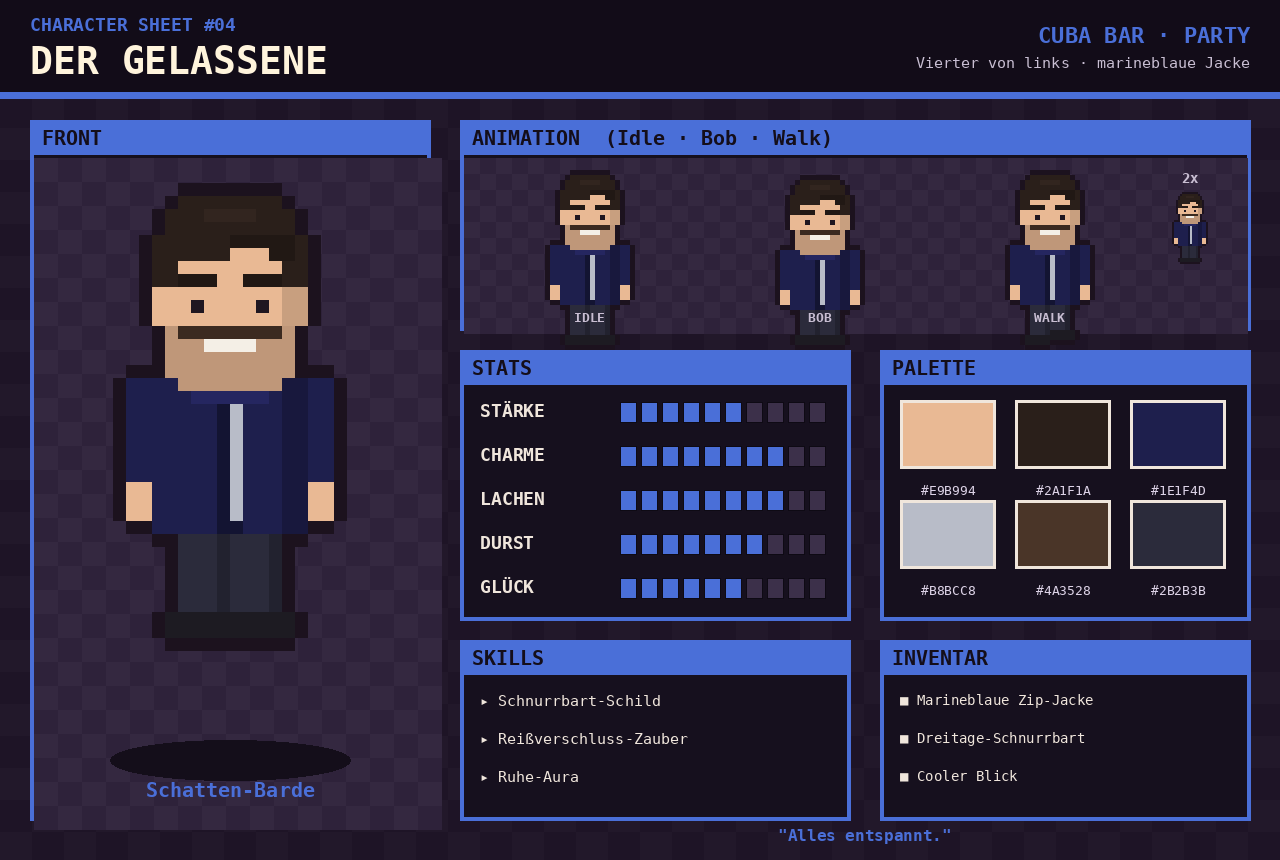 CHARACTER SHEET #04
DER GELASSENE
CUBA BAR · PARTY
Vierter von links · marineblaue Jacke
FRONT
Schatten-Barde
ANIMATION (Idle · Bob · Walk)
2x
IDLE
BOB
WALK
STATS
STÄRKE
CHARME
LACHEN
DURST
GLÜCK
PALETTE
#E9B994 #2A1F1A #1E1F4D
#B8BCC8 #4A3528 #2B2B3B
SKILLS
▸ Schnurrbart-Schild
▸ Reißverschluss-Zauber
▸ Ruhe-Aura
INVENTAR
■ Marineblaue Zip-Jacke
■ Dreitage-Schnurrbart
■ Cooler Blick
"Alles entspannt."